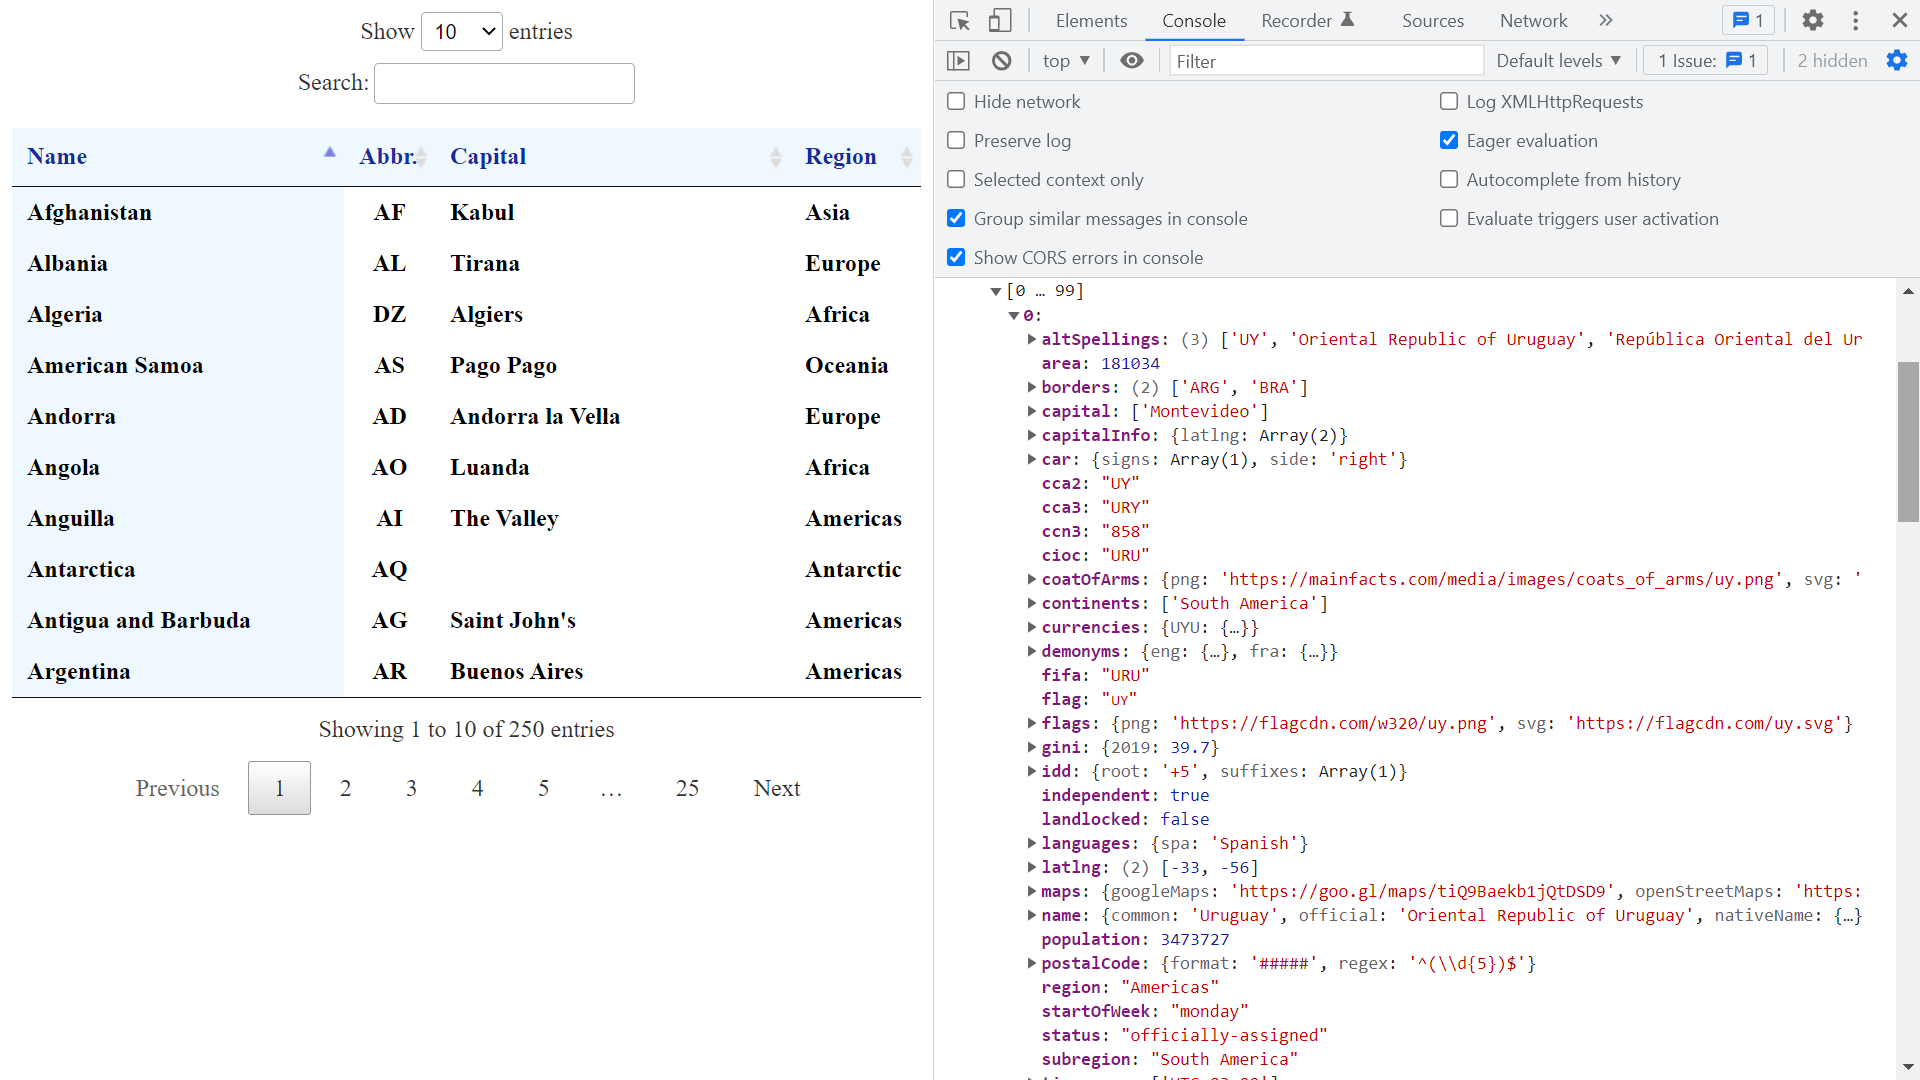 Show 10 entries
Search:
Name Abbr. Capital Region
Afghanistan AF Kabul Asia
Albania AL Tirana Europe
Algeria DZ Algiers Africa
American Samoa AS Pago Pago Oceania
Andorra AD Andorra la Vella Europe
Angola AO Luanda Africa
Anguilla AI The Valley Americas
Antarctica AQ Antarctic
Antigua and Barbuda AG Saint John's Americas
Argentina AR Buenos Aires Americas
Showing 1 to 10 of 250 entries
Previous 1 2 3 4 5 … 25 Next
Elements Console Recorder Sources Network 1
top Filter Default levels 1 Issue: 1 2 hidden
Hide network Log XMLHttpRequests
Preserve log Eager evaluation
Selected context only Autocomplete from history
Group similar messages in console Evaluate triggers user activation
Show CORS errors in console
[0 … 99]
0:
altSpellings: (3) ['UY', 'Oriental Republic of Uruguay', 'República Oriental del Ur
area: 181034
borders: (2) ['ARG', 'BRA']
capital: ['Montevideo']
capitalInfo: {latlng: Array(2)}
car: {signs: Array(1), side: 'right'}
cca2: "UY"
cca3: "URY"
ccn3: "858"
cioc: "URU"
coatOfArms: {png: 'https://mainfacts.com/media/images/coats_of_arms/uy.png', svg: '
continents: ['South America']
currencies: {UYU: {…}}
demonyms: {eng: {…}, fra: {…}}
fifa: "URU"
flag: "UY"
flags: {png: 'https://flagcdn.com/w320/uy.png', svg: 'https://flagcdn.com/uy.svg'}
gini: {2019: 39.7}
idd: {root: '+5', suffixes: Array(1)}
independent: true
landlocked: false
languages: {spa: 'Spanish'}
latlng: (2) [-33, -56]
maps: {googleMaps: 'https://goo.gl/maps/tiQ9Baekb1jQtDSD9', openStreetMaps: 'https:
name: {common: 'Uruguay', official: 'Oriental Republic of Uruguay', nativeName: {…}
population: 3473727
postalCode: {format: '#####', regex: '^(\\d{5})$'}
region: "Americas"
startOfWeek: "monday"
status: "officially-assigned"
subregion: "South America"